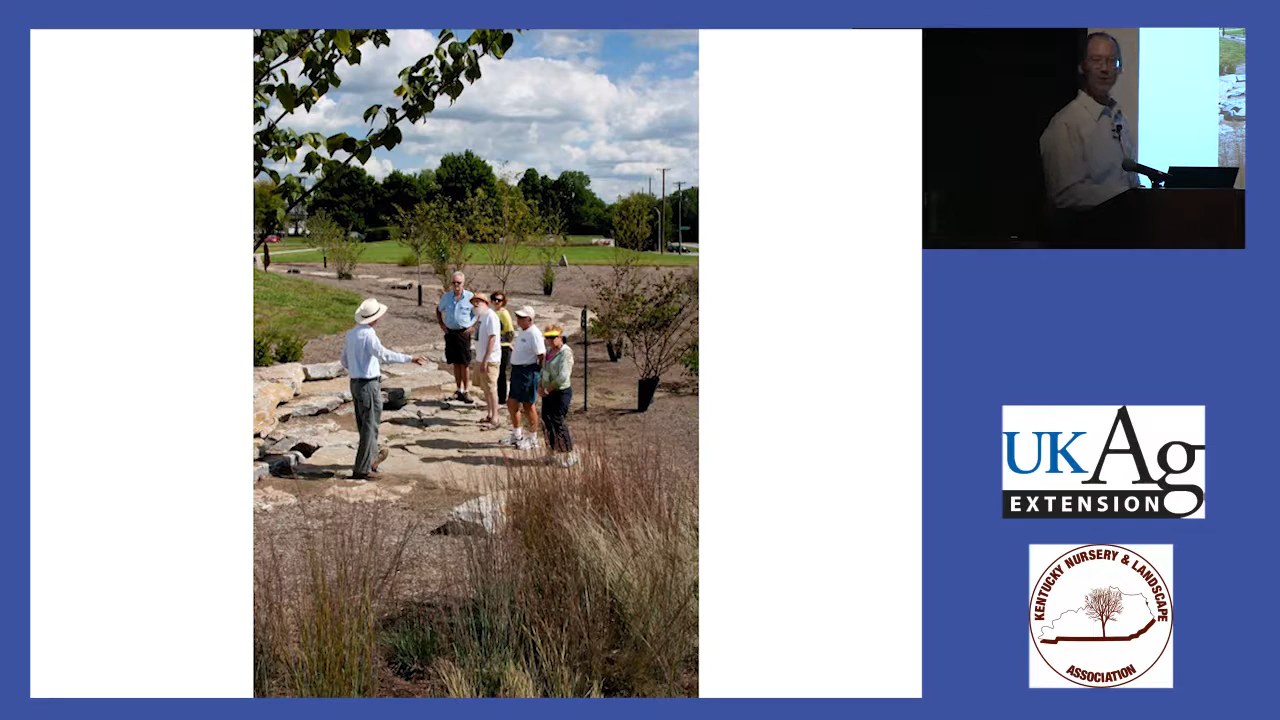 UKAg
EXTENSION
KENTUCKY NURSERY & LANDSCAPE
ASSOCIATION